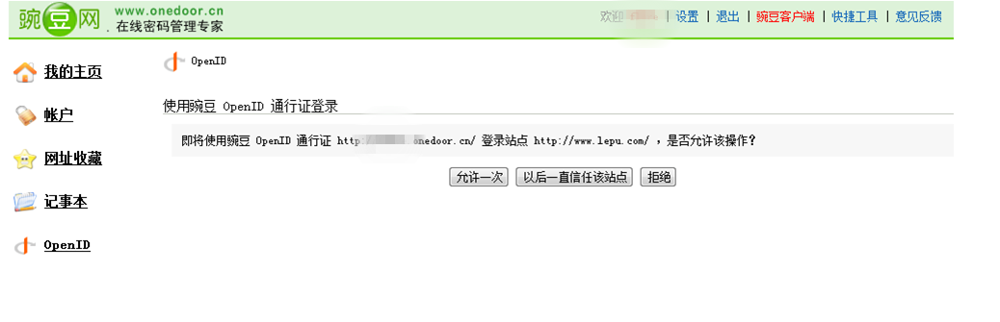 豌豆网 www.onedoor.cn
在线密码管理专家
欢迎 | 设置 | 退出 | 豌豆客户端 | 快捷工具 | 意见反馈
我的主页
帐户
网址收藏
记事本
OpenID
OpenID
使用豌豆 OpenID 通行证登录
即将使用豌豆 OpenID 通行证 http: onedoor.cn/ 登录站点 http://www.lepu.com/ ，是否允许该操作？
允许一次 以后一直信任该站点 拒绝